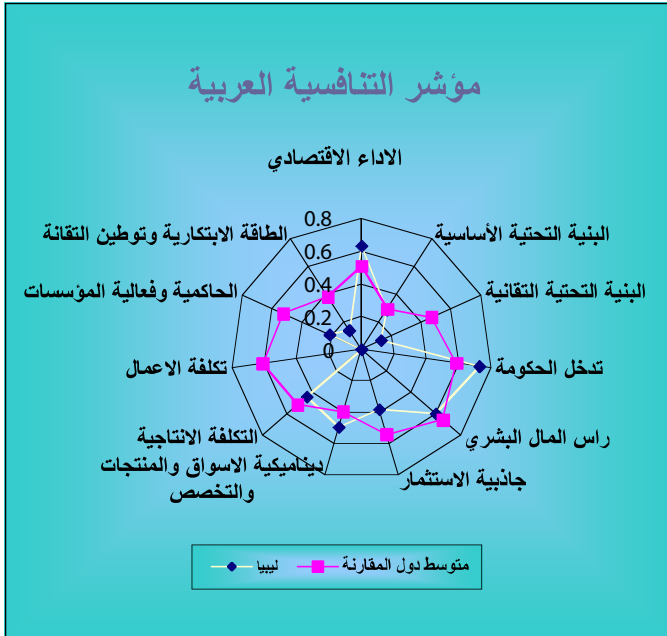 مؤشر التنافسية العربية
الاداء الاقتصادي
0.8
0.6
0.4
0.2
0
البنية التحتية الأساسية
البنية التحتية التقانية
تدخل الحكومة
راس المال البشري
جاذبية الاستثمار
ديناميكية الاسواق والمنتجات
والتخصص
التكلفة الانتاجية
تكلفة الاعمال
الحاكمية وفعالية المؤسسات
الطاقة الابتكارية وتوطين التقانة
ليبيا
متوسط دول المقارنة